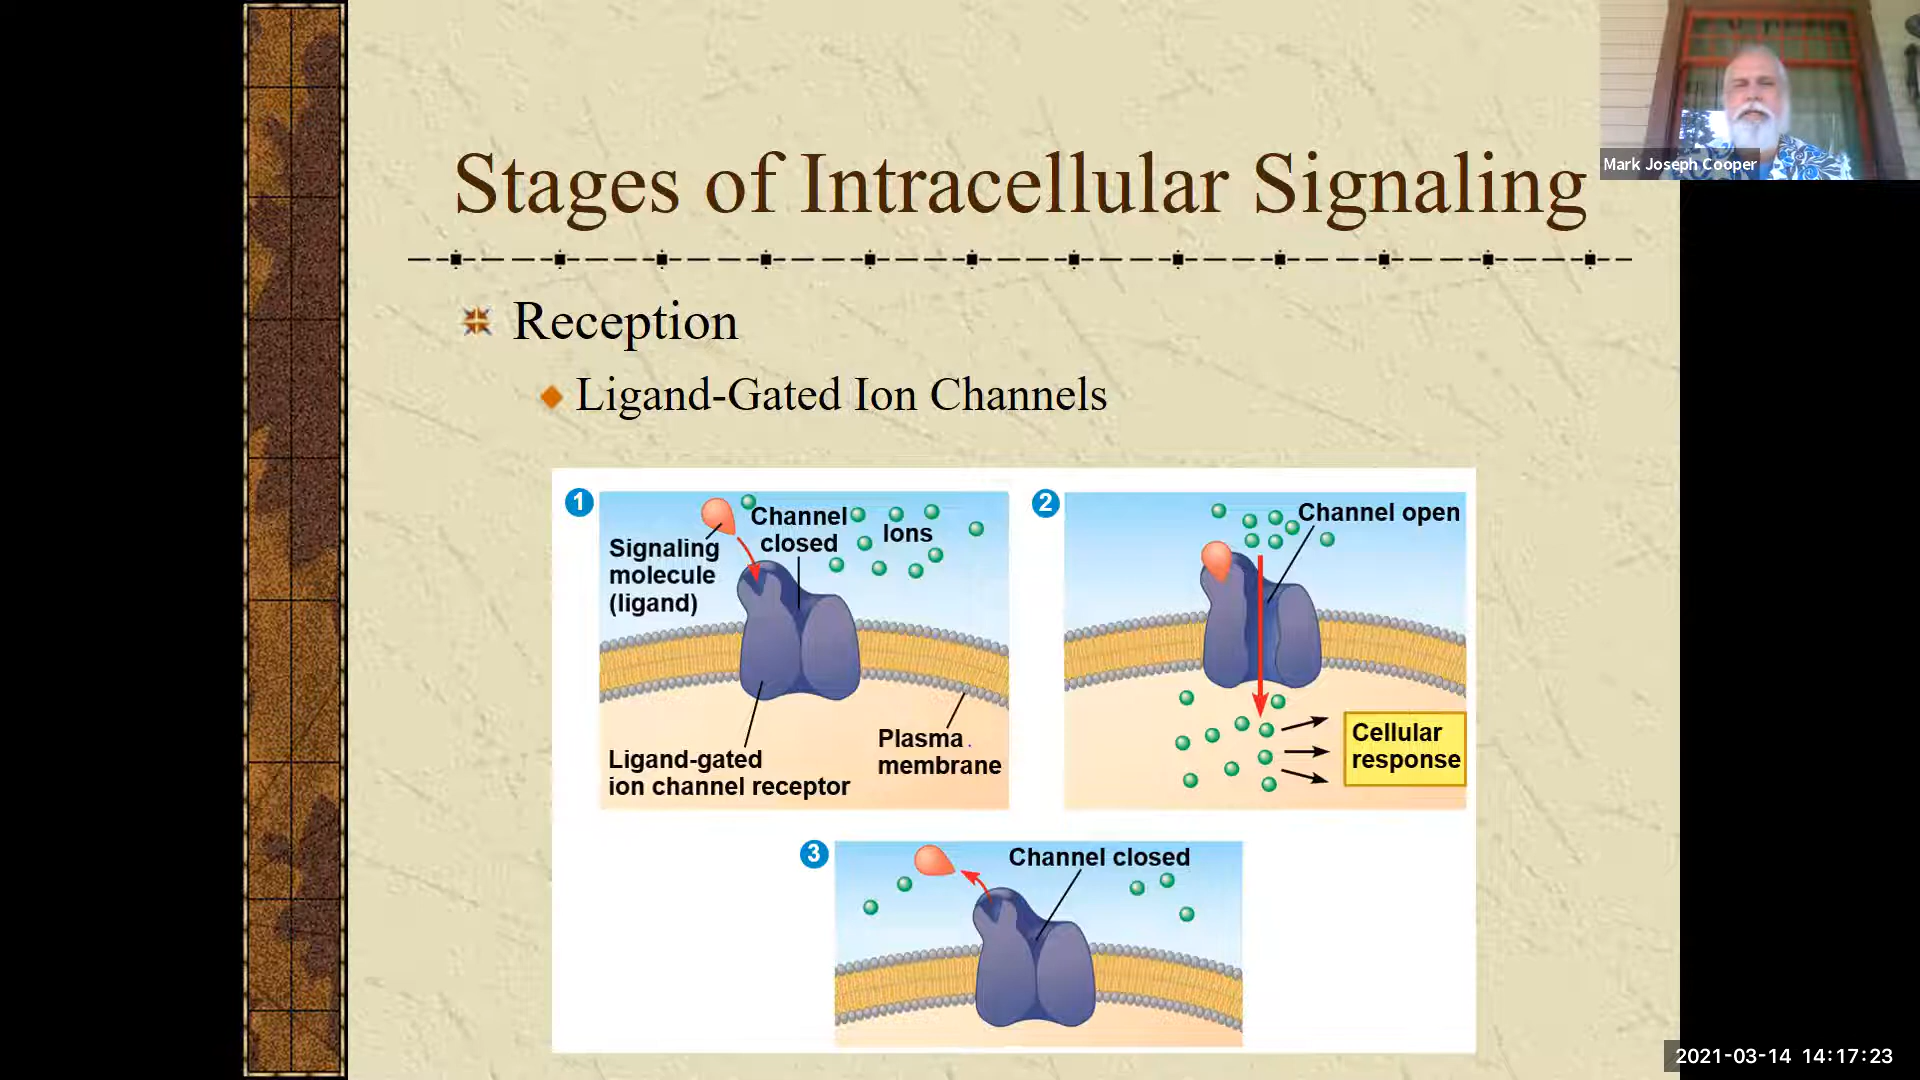 Mark Joseph Cooper
Stages of Intracellular Signaling
Reception
Ligand-Gated Ion Channels
1
Signaling
molecule
(ligand)
Channel
closed
Ions
Ligand-gated
ion channel receptor
Plasma
membrane
2
Channel open
Cellular
response
3
Channel closed
2021-03-14 14:17:23